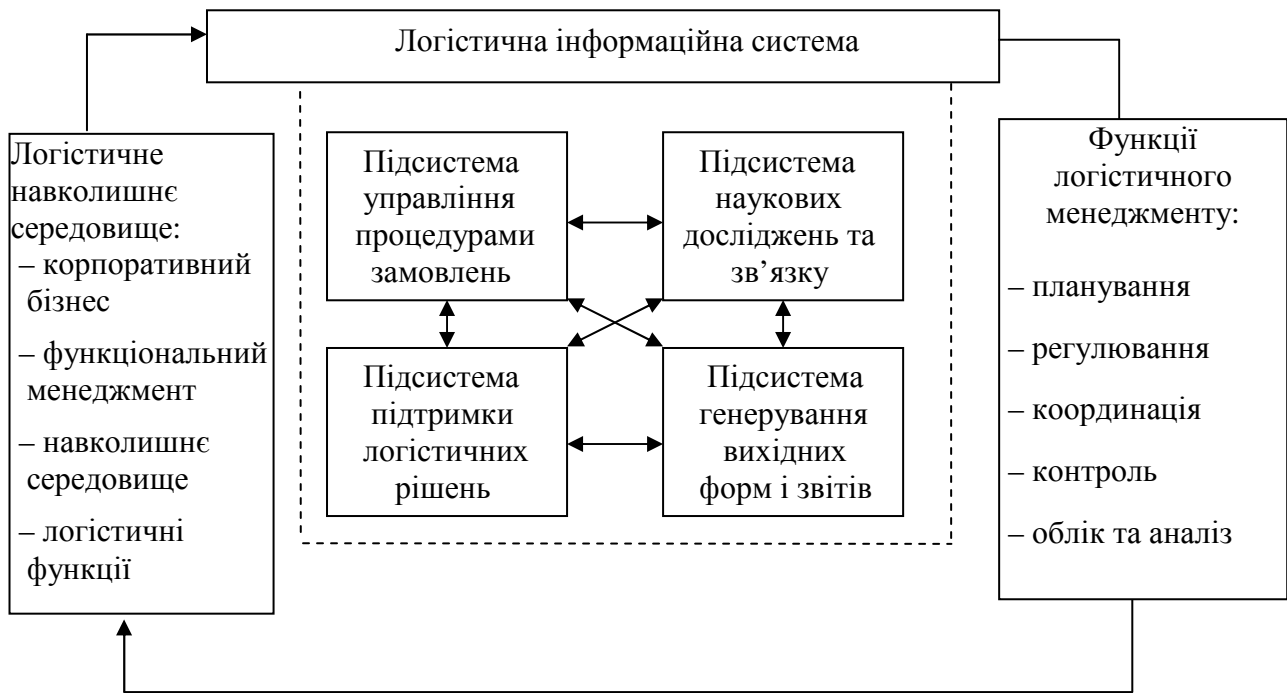 Логістична інформаційна система
Логістичне
навколишнє
середовище:
– корпоративний
бізнес
– функціональний
менеджмент
– навколишнє
середовище
– логістичні
функції
Підсистема
управління
процедурами
замовлень
Підсистема
наукових
досліджень та
зв’язку
Підсистема
підтримки
логістичних
рішень
Підсистема
генерування
вихідних
форм і звітів
Функції
логістичного
менеджменту:
– планування
– регулювання
– координація
– контроль
– облік та аналіз